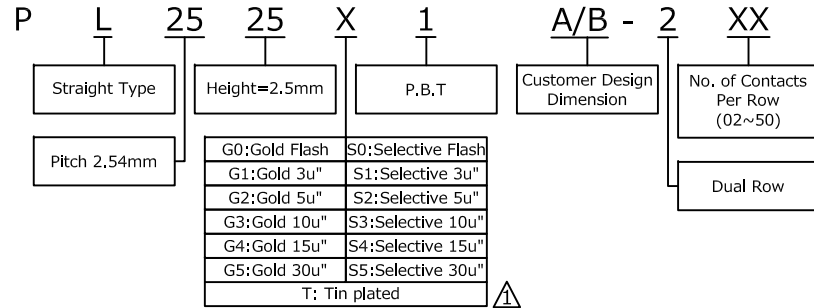 P L 25 25 X 1 A/B - 2 XX
Straight Type
Height=2.5mm
P.B.T
Customer Design
Dimension
No. of Contacts
Per Row
(02~50)
Pitch 2.54mm
Dual Row
G0:Gold Flash S0:Selective Flash
G1:Gold 3u" S1:Selective 3u"
G2:Gold 5u" S2:Selective 5u"
G3:Gold 10u" S3:Selective 10u"
G4:Gold 15u" S4:Selective 15u"
G5:Gold 30u" S5:Selective 30u"
T: Tin plated
1